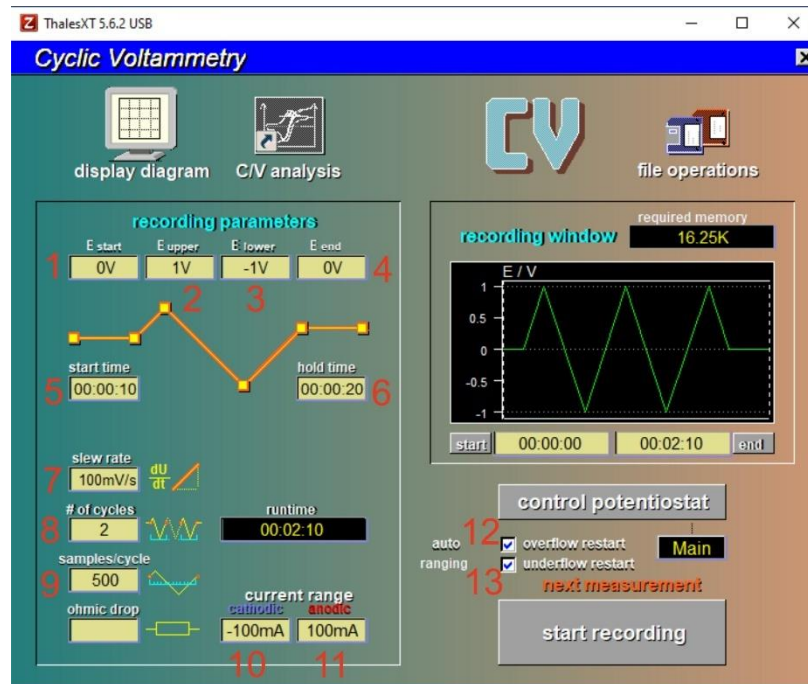 ThalesXT 5.6.2 USB
Cyclic Voltammetry
display diagram
C/V analysis
CV
file operations
recording parameters
E start E upper E lower E end
1 0V 1V -1V 0V 4
2 3
start time hold time
5 00:00:10 00:00:20 6
slew rate
7 100mV/s dU
dt
# of cycles runtime
8 2 00:02:10
samples/cycle
9 500
current range
ohmic drop cathodic anodic
-100mA 100mA
10 11
required memory
recording window 16.25K
E / V
1
0.5
0
-0.5
-1
start 00:00:00 00:02:10 end
control potentiostat
12
auto overflow restart Main
ranging underflow restart
13 next measurement
start recording